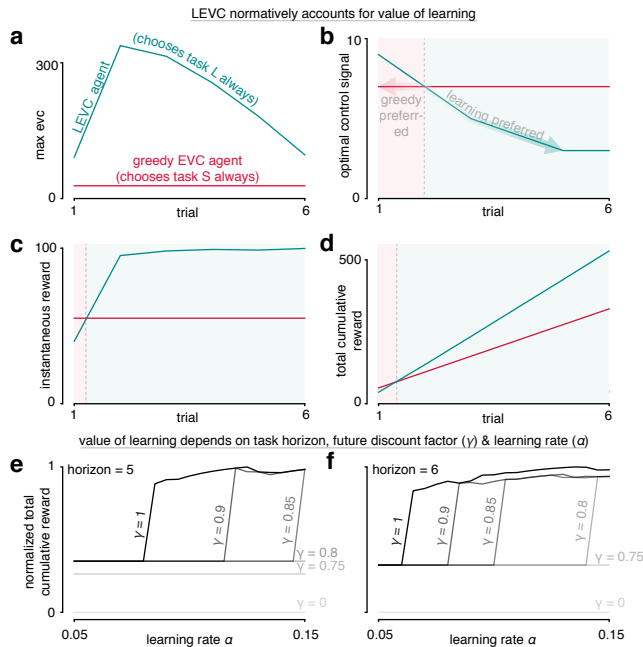 LEVC normatively accounts for value of learning
a
max evc
300
0
1
trial
6
LEVC agent
(chooses task L always)
greedy EVC agent
(chooses task S always)
b
optimal control signal
10
0
1
trial
6
greedy
preferr-
ed
learning preferred
c
instantaneous reward
100
0
1
trial
6
d
total cumulative
reward
500
0
1
trial
6
value of learning depends on task horizon, future discount factor (γ) & learning rate (α)
e
horizon = 5
normalized total
cumulative reward
1
0
γ = 1
γ = 0.9
γ = 0.85
γ = 0.8
γ = 0.75
γ = 0
0.05
learning rate α
0.15
f
horizon = 6
γ = 1
γ = 0.9
γ = 0.85
γ = 0.8
γ = 0.75
γ = 0
0.05
learning rate α
0.15